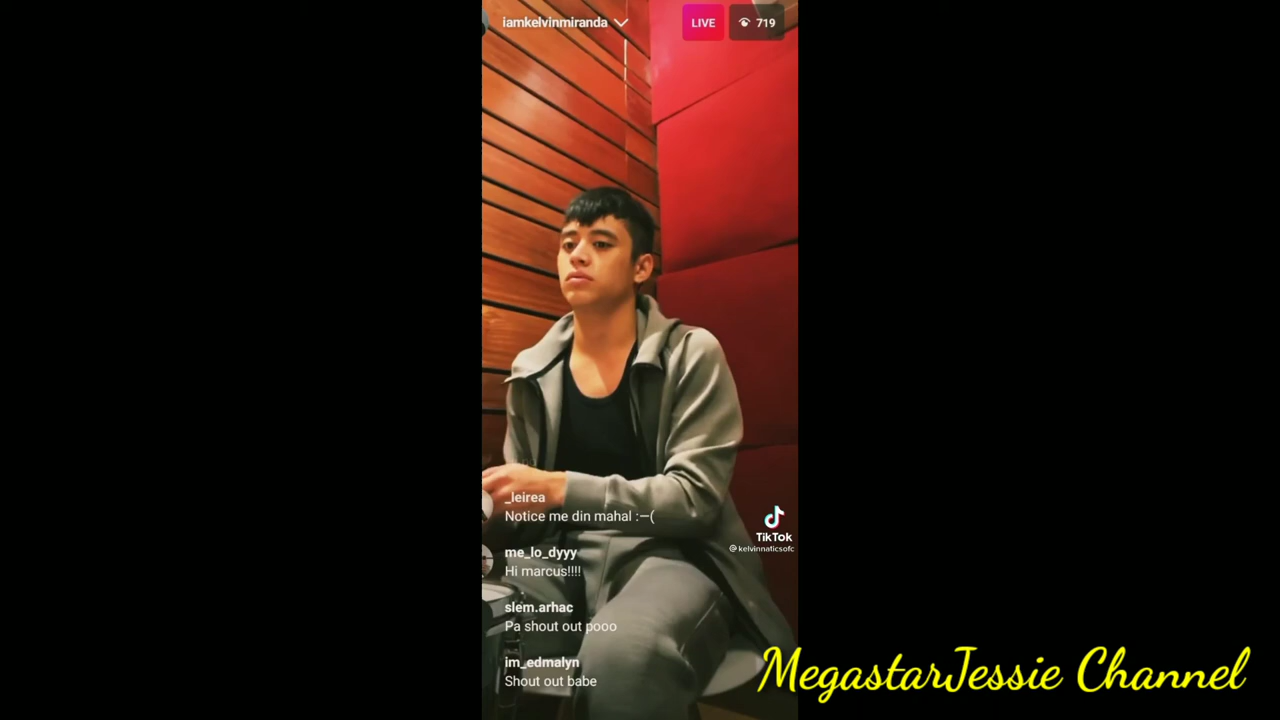 iamkelvinmiranda
LIVE
719
_leirea
Notice me din mahal :—(
me_lo_dyyy
Hi marcus!!!!
slem.arhac
Pa shout out pooo
im_edmalyn
Shout out babe
TikTok
@kelvinnaticsofc
MegastarJessie Channel